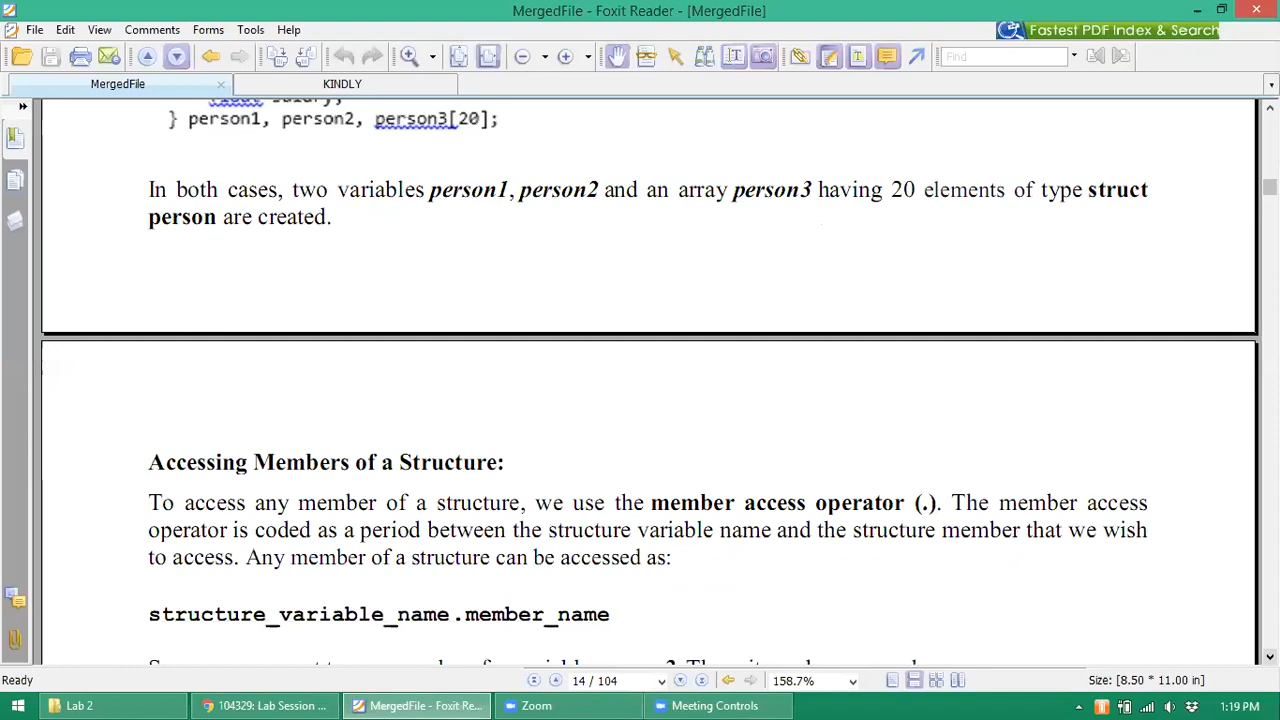 MergedFile - Foxit Reader - [MergedFile]
File Edit View Comments Forms Tools Help
Fastest PDF Index & Search
Find
MergedFile
KINDLY
} person1, person2, person3[20];
In both cases, two variables person1, person2 and an array person3 having 20 elements of type struct
person are created.
Accessing Members of a Structure:
To access any member of a structure, we use the member access operator (.). The member access
operator is coded as a period between the structure variable name and the structure member that we wish
to access. Any member of a structure can be accessed as:
structure_variable_name.member_name
Ready
14 / 104
158.7%
Size: [8.50 * 11.00 in]
Lab 2
104329: Lab Session ...
MergedFile - Foxit Re...
Zoom
Meeting Controls
1:19 PM